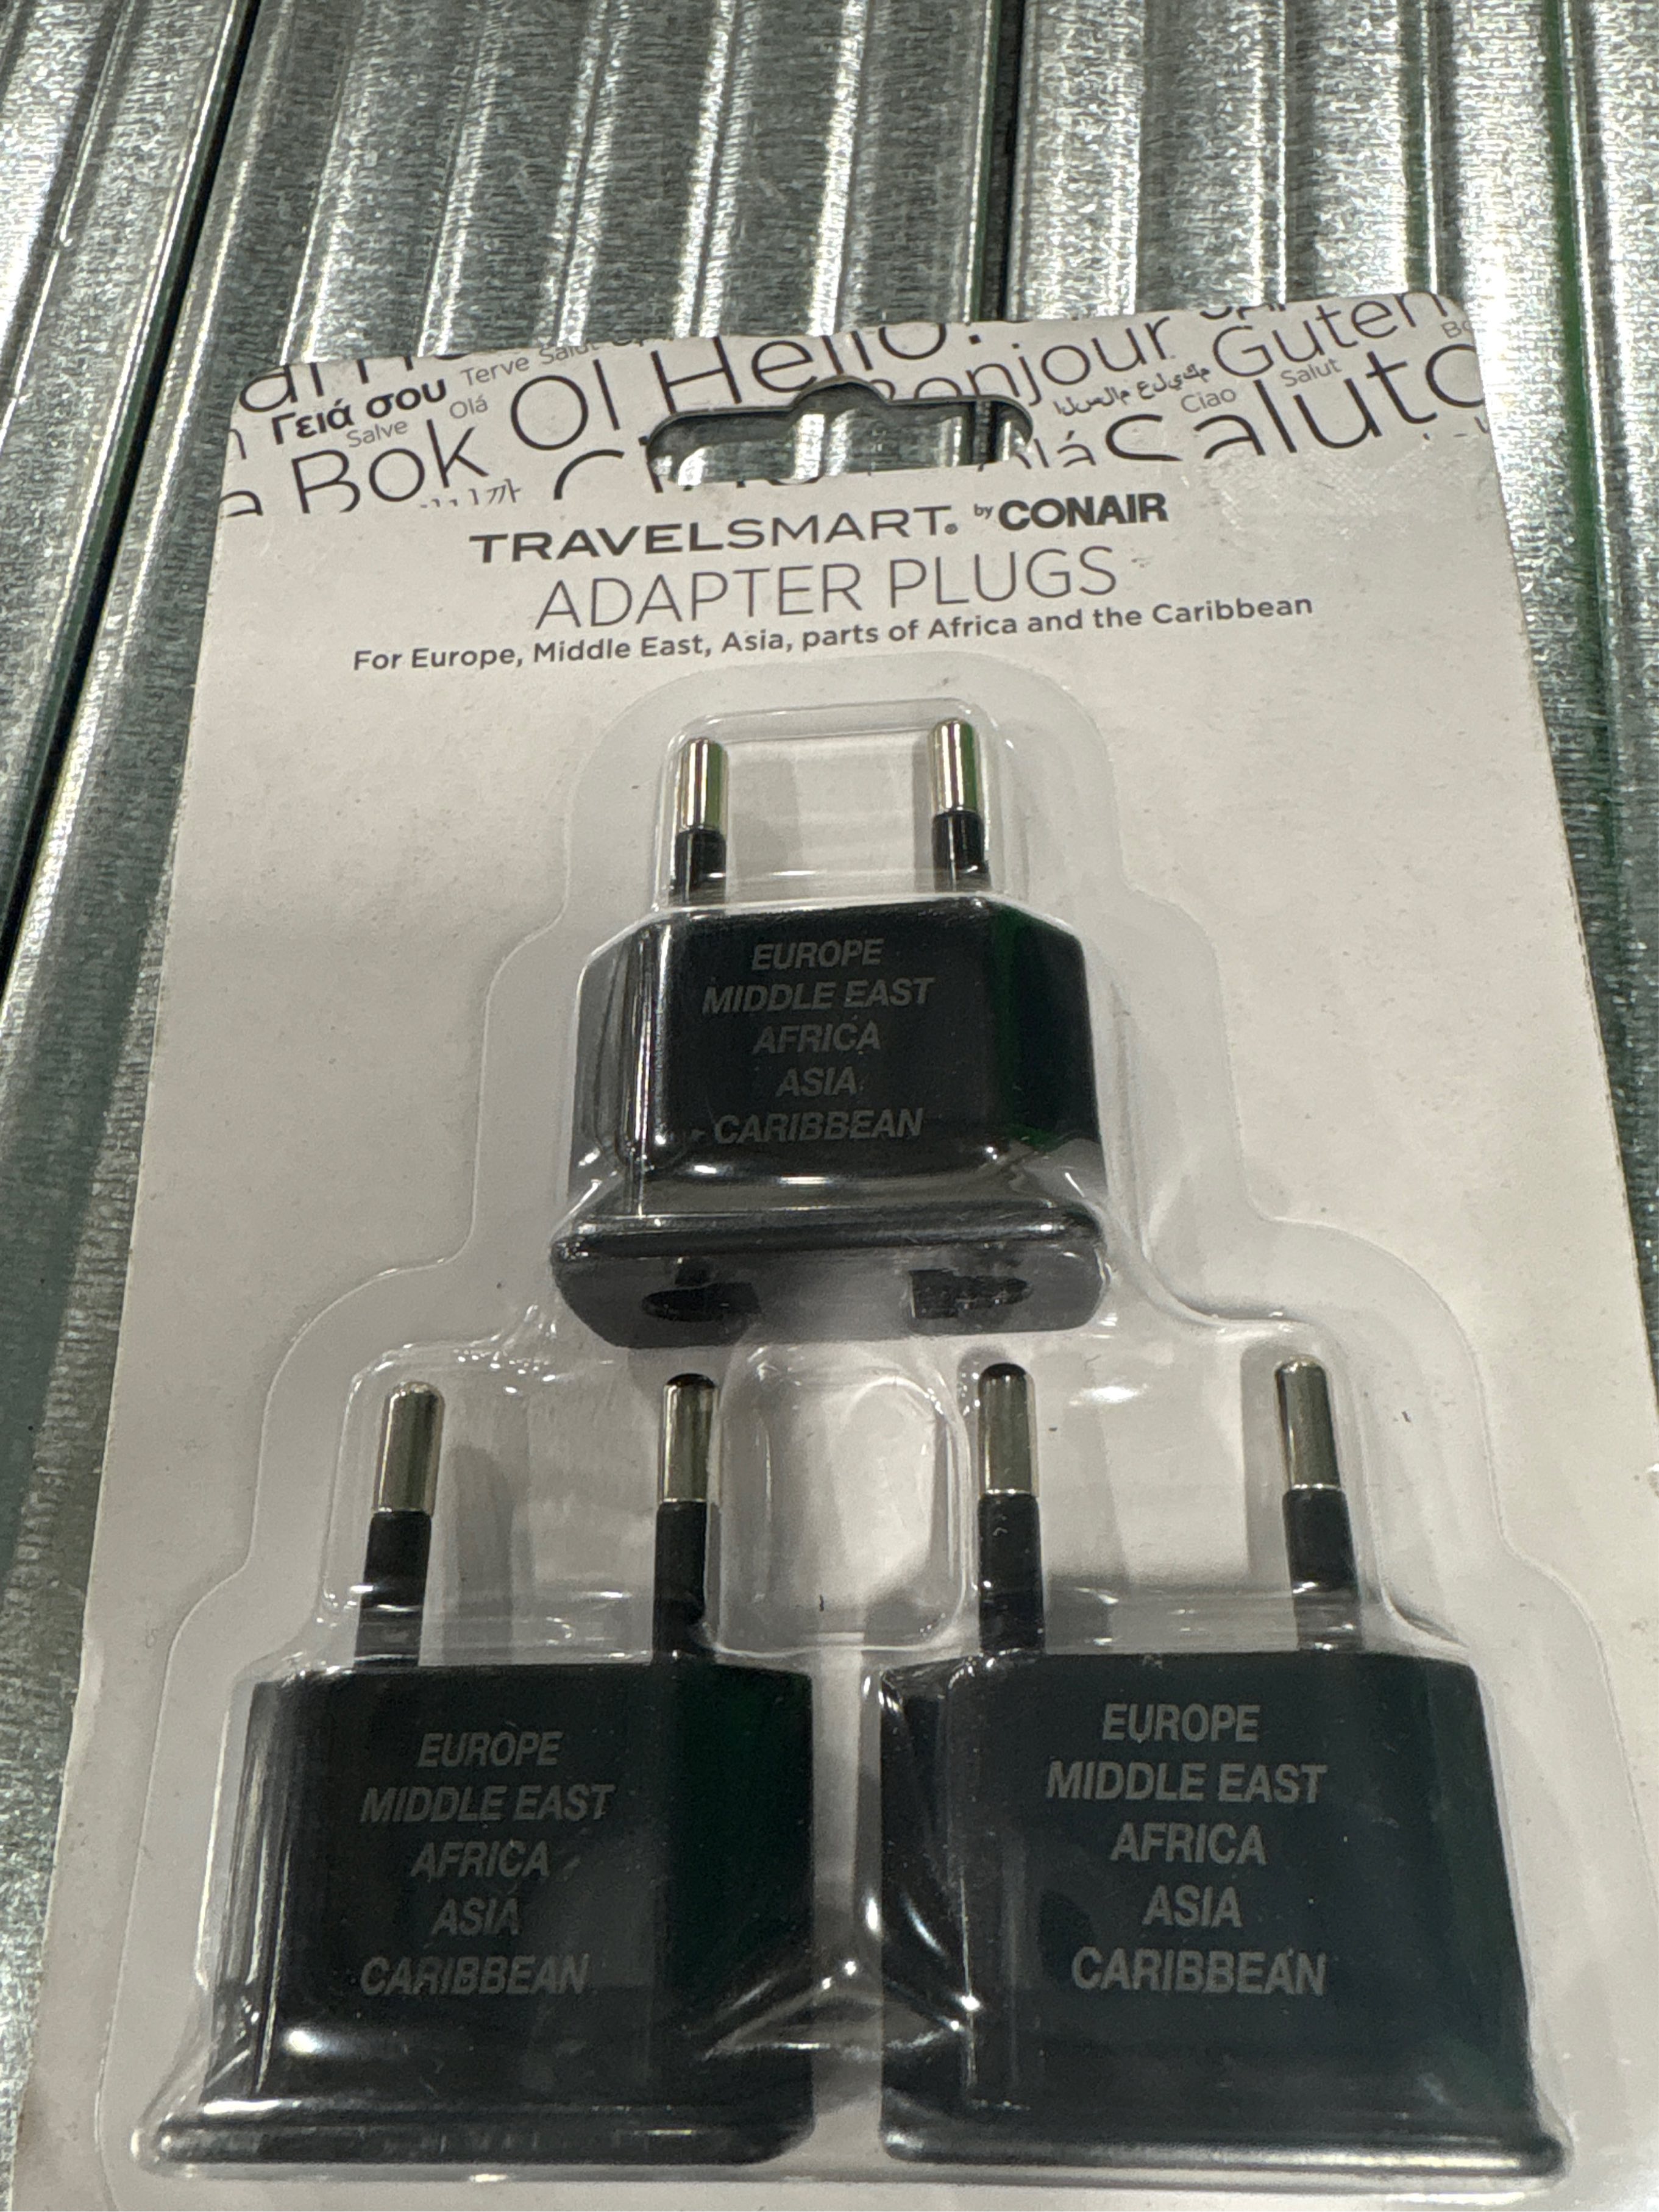 Γειά σου
Terve
Salut
Olá
Salve
Bok
Ol
Hello!
Bonjour
Guten
السلام عليكم
Ciao
Salut
Saluto
TRAVELSMART. by CONAIR
ADAPTER PLUGS
For Europe, Middle East, Asia, parts of Africa and the Caribbean
EUROPE
MIDDLE EAST
AFRICA
ASIA
CARIBBEAN
EUROPE
MIDDLE EAST
AFRICA
ASIA
CARIBBEAN
EUROPE
MIDDLE EAST
AFRICA
ASIA
CARIBBEAN